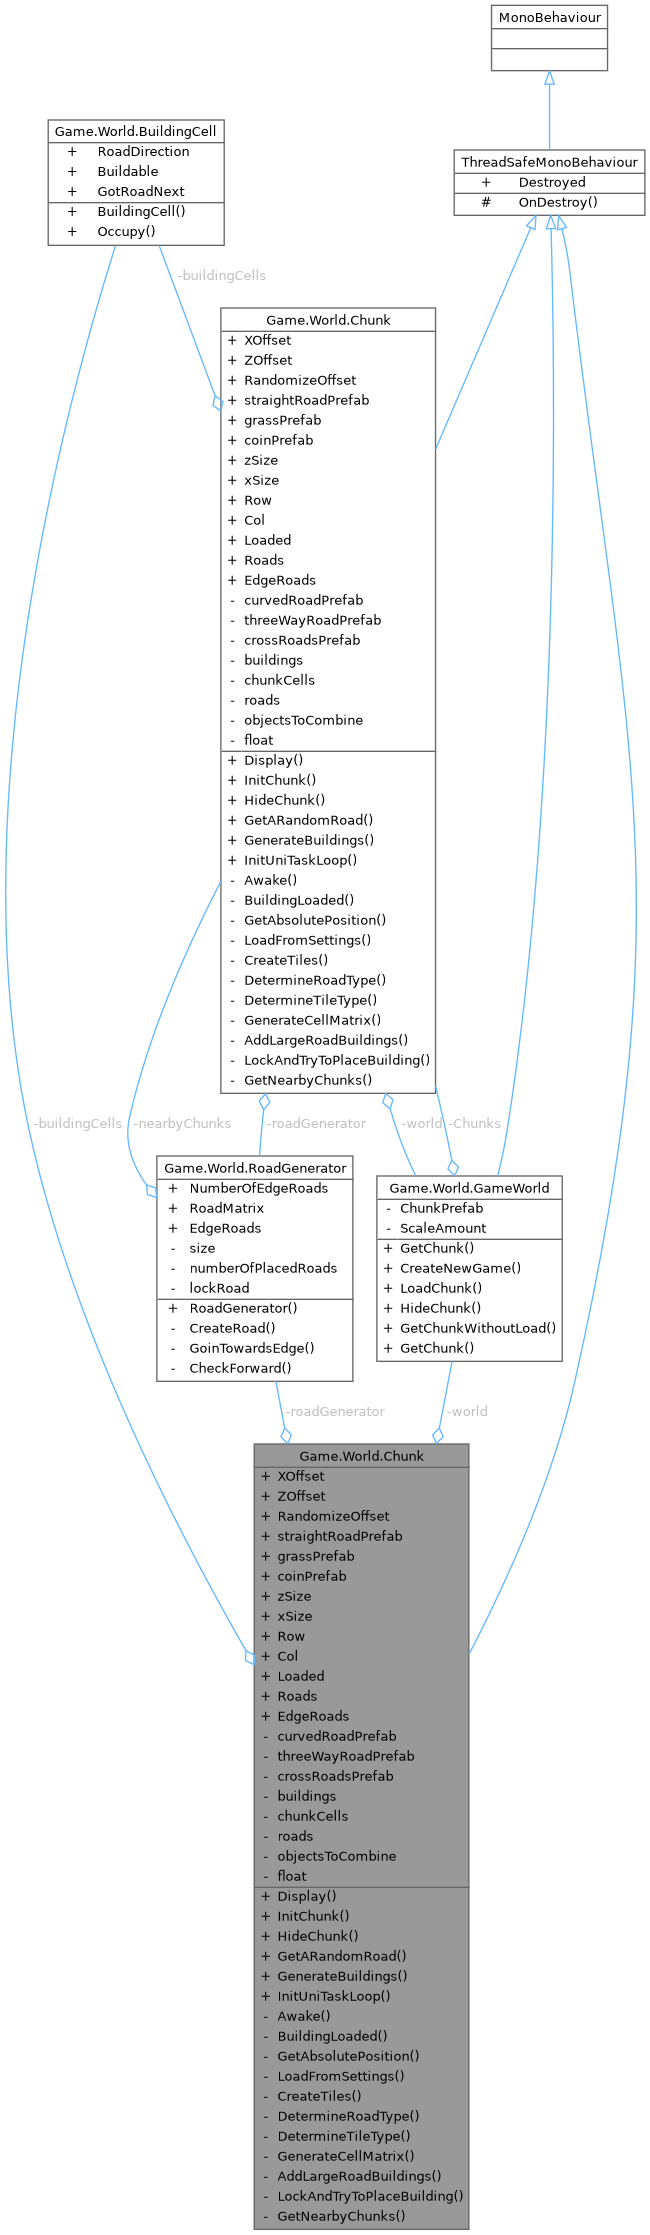 MonoBehaviour
Game.World.BuildingCell
+ RoadDirection
+ Buildable
+ GotRoadNext
+ BuildingCell()
+ Occupy()
ThreadSafeMonoBehaviour
+ Destroyed
# OnDestroy()
-buildingCells
Game.World.Chunk
+ XOffset
+ ZOffset
+ RandomizeOffset
+ straightRoadPrefab
+ grassPrefab
+ coinPrefab
+ zSize
+ xSize
+ Row
+ Col
+ Loaded
+ Roads
+ EdgeRoads
- curvedRoadPrefab
- threeWayRoadPrefab
- crossRoadsPrefab
- buildings
- chunkCells
- roads
- objectsToCombine
- float
+ Display()
+ InitChunk()
+ HideChunk()
+ GetARandomRoad()
+ GenerateBuildings()
+ InitUniTaskLoop()
- Awake()
- BuildingLoaded()
- GetAbsolutePosition()
- LoadFromSettings()
- CreateTiles()
- DetermineRoadType()
- DetermineTileType()
- GenerateCellMatrix()
- AddLargeRoadBuildings()
- LockAndTryToPlaceBuilding()
- GetNearbyChunks()
-buildingCells -nearbyChunks -roadGenerator -world -Chunks
Game.World.RoadGenerator
+ NumberOfEdgeRoads
+ RoadMatrix
+ EdgeRoads
- size
- numberOfPlacedRoads
- lockRoad
+ RoadGenerator()
- CreateRoad()
- GoinTowardsEdge()
- CheckForward()
Game.World.GameWorld
- ChunkPrefab
- ScaleAmount
+ GetChunk()
+ CreateNewGame()
+ LoadChunk()
+ HideChunk()
+ GetChunkWithoutLoad()
+ GetChunk()
-roadGenerator -world
Game.World.Chunk
+ XOffset
+ ZOffset
+ RandomizeOffset
+ straightRoadPrefab
+ grassPrefab
+ coinPrefab
+ zSize
+ xSize
+ Row
+ Col
+ Loaded
+ Roads
+ EdgeRoads
- curvedRoadPrefab
- threeWayRoadPrefab
- crossRoadsPrefab
- buildings
- chunkCells
- roads
- objectsToCombine
- float
+ Display()
+ InitChunk()
+ HideChunk()
+ GetARandomRoad()
+ GenerateBuildings()
+ InitUniTaskLoop()
- Awake()
- BuildingLoaded()
- GetAbsolutePosition()
- LoadFromSettings()
- CreateTiles()
- DetermineRoadType()
- DetermineTileType()
- GenerateCellMatrix()
- AddLargeRoadBuildings()
- LockAndTryToPlaceBuilding()
- GetNearbyChunks()